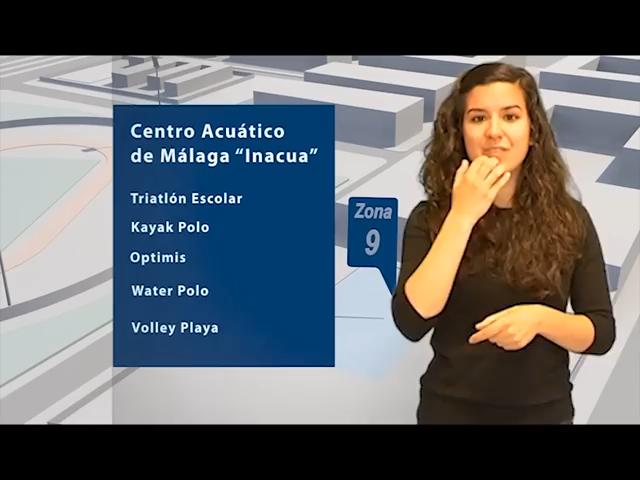 Centro Acuático
de Málaga “Inacua”
Triatlón Escolar
Kayak Polo
Optimis
Water Polo
Volley Playa
Zona
9